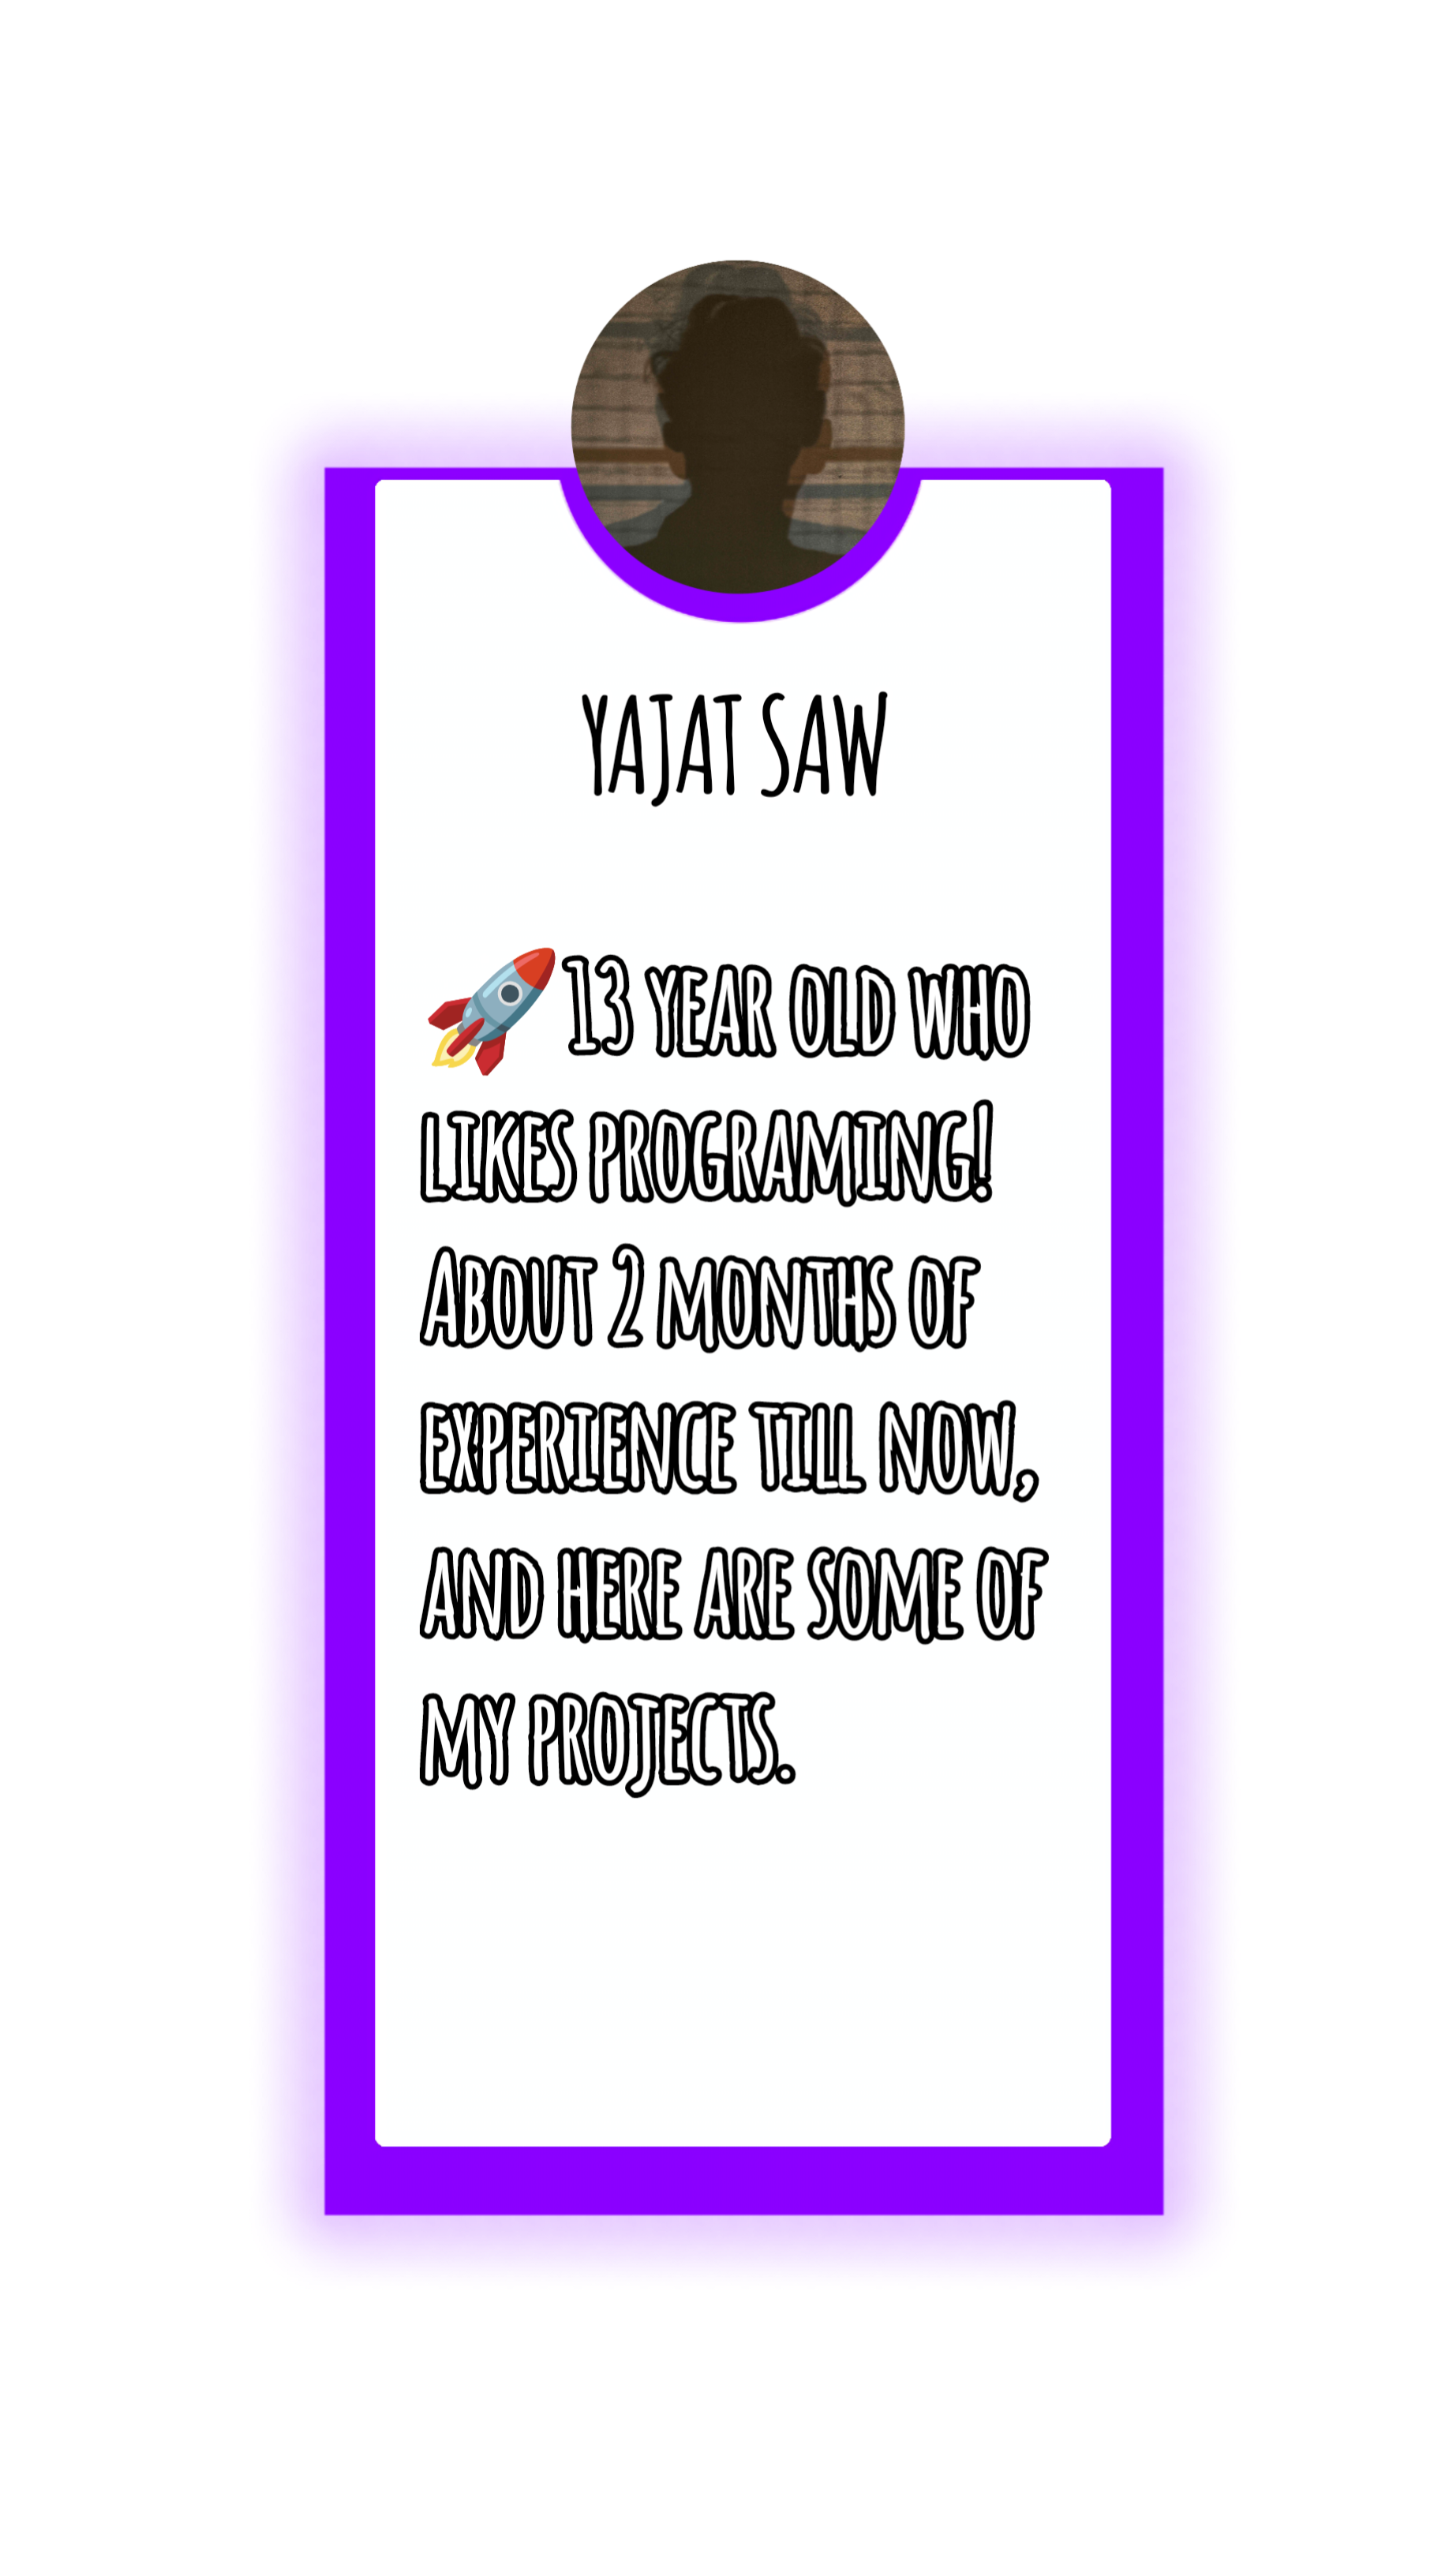 YAJAT SAW
🚀13 YEAR OLD WHO
LIKES PROGRAMING!
ABOUT 2 MONTHS OF
EXPERIENCE TILL NOW,
AND HERE ARE SOME OF
MY PROJECTS.